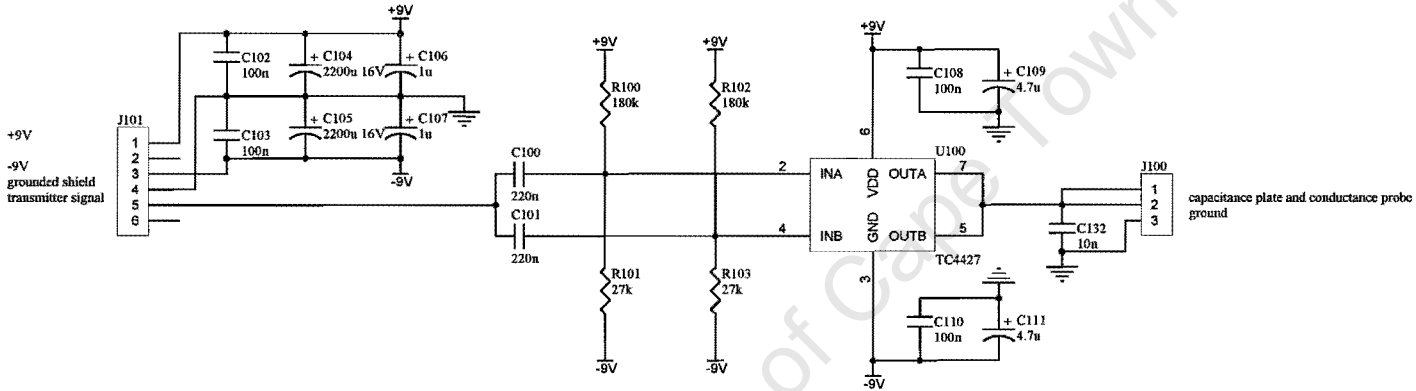 +9V
+9V
+9V
+9V
C102
100n
+ C104
2200u 16V
+ C106
1u
R100
180k
R102
180k
C108
100n
+ C109
4.7u
J101
+9V
-9V
grounded shield
transmitter signal
1
2
3
4
5
6
C103
100n
+ C105
2200u 16V
+ C107
1u
-9V
C100
220n
C101
220n
R101
27k
R103
27k
-9V
-9V
6
2
4
3
7
5
INA
INB
VDD
GND
OUTA
OUTB
U100
TC4427
C110
100n
+ C111
4.7u
-9V
C132
10n
J100
1
2
3
capacitance plate and conductance probe
ground
of Cape Town